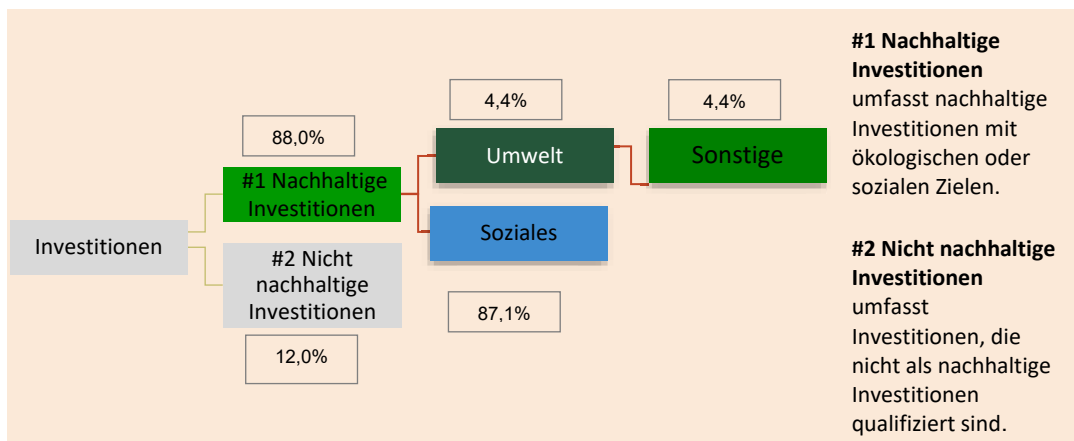 Investitionen
88,0%
#1 Nachhaltige
Investitionen
#2 Nicht
nachhaltige
Investitionen
12,0%
4,4%
Umwelt
Soziales
87,1%
4,4%
Sonstige
#1 Nachhaltige
Investitionen
umfasst nachhaltige
Investitionen mit
ökologischen oder
sozialen Zielen.
#2 Nicht nachhaltige
Investitionen
umfasst
Investitionen, die
nicht als nachhaltige
Investitionen
qualifiziert sind.